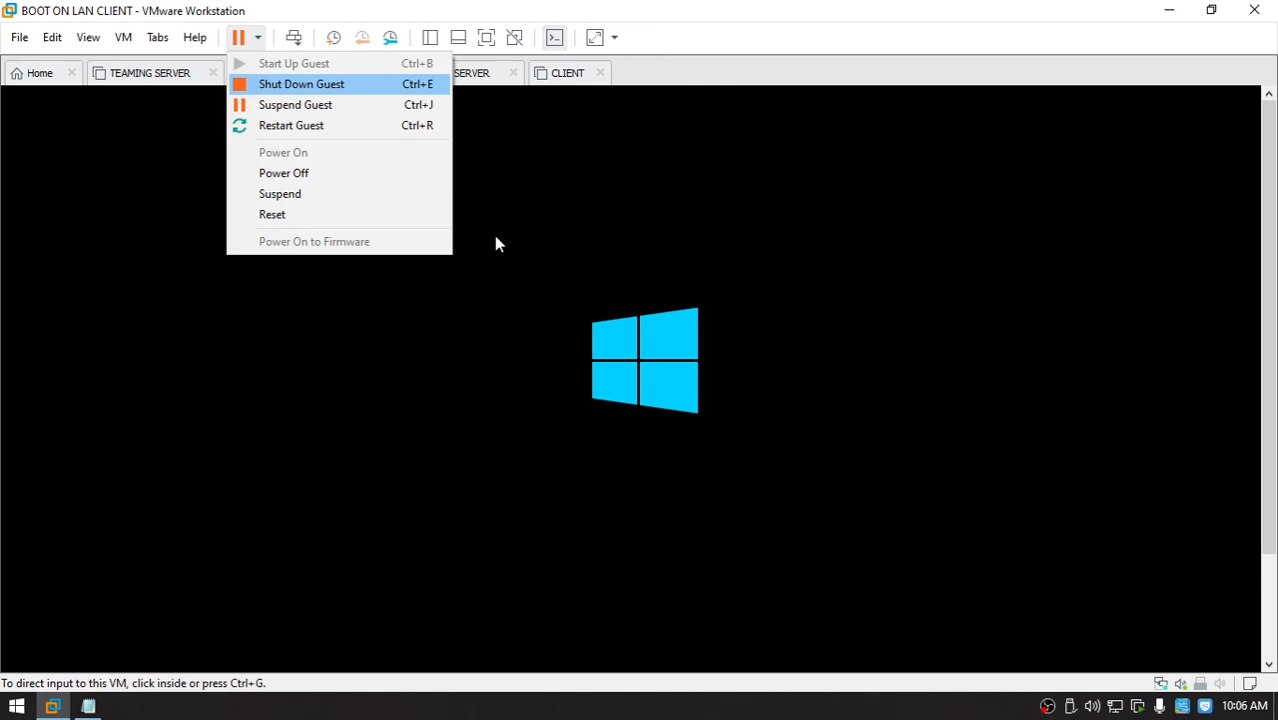 BOOT ON LAN CLIENT - VMware Workstation
File Edit View VM Tabs Help
Home TEAMING SERVER SERVER CLIENT
Start Up Guest Ctrl+B
Shut Down Guest Ctrl+E
Suspend Guest Ctrl+J
Restart Guest Ctrl+R
Power On
Power Off
Suspend
Reset
Power On to Firmware
To direct input to this VM, click inside or press Ctrl+G.
10:06 AM